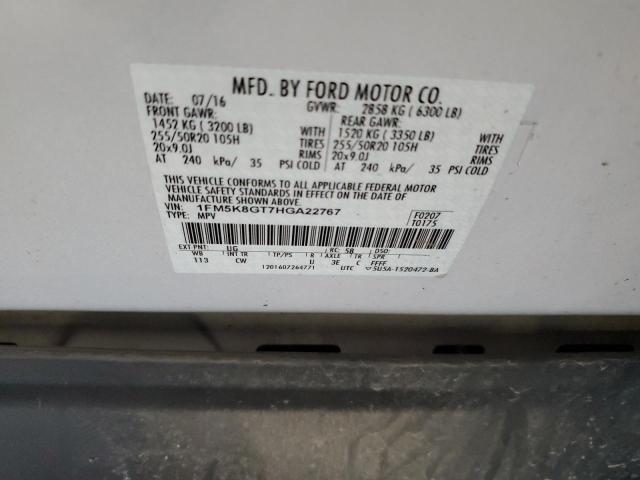 MFD. BY FORD MOTOR CO.
DATE: 07/16 GVWR: 2858 KG ( 6300 LB)
FRONT GAWR: REAR GAWR:
1452 KG ( 3200 LB) WITH 1520 KG ( 3350 LB) WITH
255/50R20 105H TIRES 255/50R20 105H TIRES
20x9.0J RIMS 20x9.0J RIMS
AT 240 kPa/ 35 PSI COLD AT 240 kPa/ 35 PSI COLD
THIS VEHICLE CONFORMS TO ALL APPLICABLE FEDERAL MOTOR
VEHICLE SAFETY STANDARDS IN EFFECT ON THE DATE OF
MANUFACTURE SHOWN ABOVE.
VIN: 1FM5K8GT7HGA22767 F0207
TYPE: MPV T0175
EXT PNT: UG RC: 58 DSO:
WB INT TR TP/PS R AXLE TR SPR
113 CW U 3E C FFFF
1201607264771 UTC 5U5A-1520472-BA